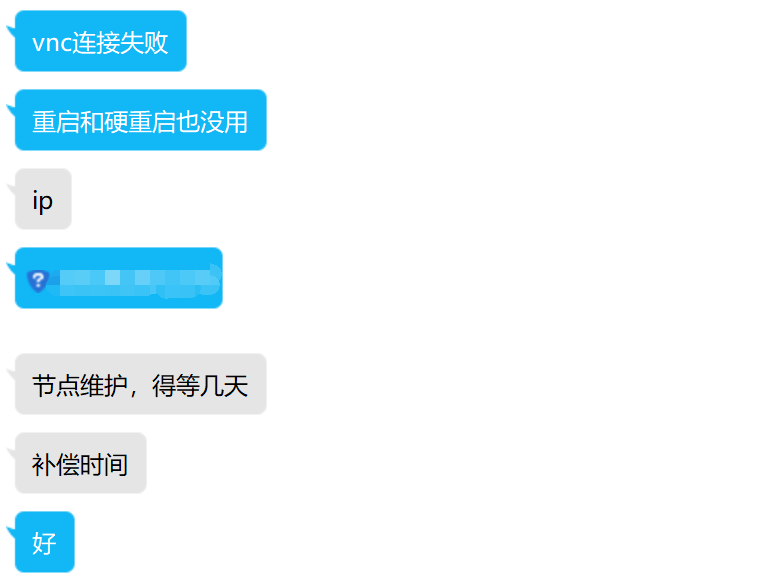 vnc连接失败
重启和硬重启也没用
ip
节点维护，得等几天
补偿时间
好